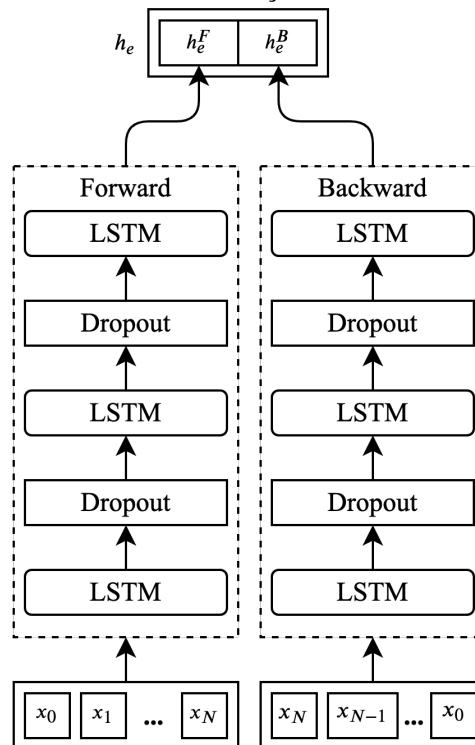 h_e h_e^F h_e^B
Forward Backward
LSTM LSTM
Dropout Dropout
LSTM LSTM
Dropout Dropout
LSTM LSTM
x_0 x_1 ... x_N x_N x_{N-1} ... x_0